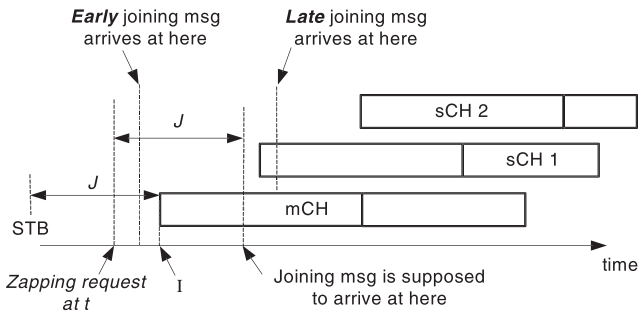 Early joining msg
arrives at here
Late joining msg
arrives at here
sCH 2
J
sCH 1
J
mCH
STB
time
Zapping request
at t
I
Joining msg is supposed
to arrive at here